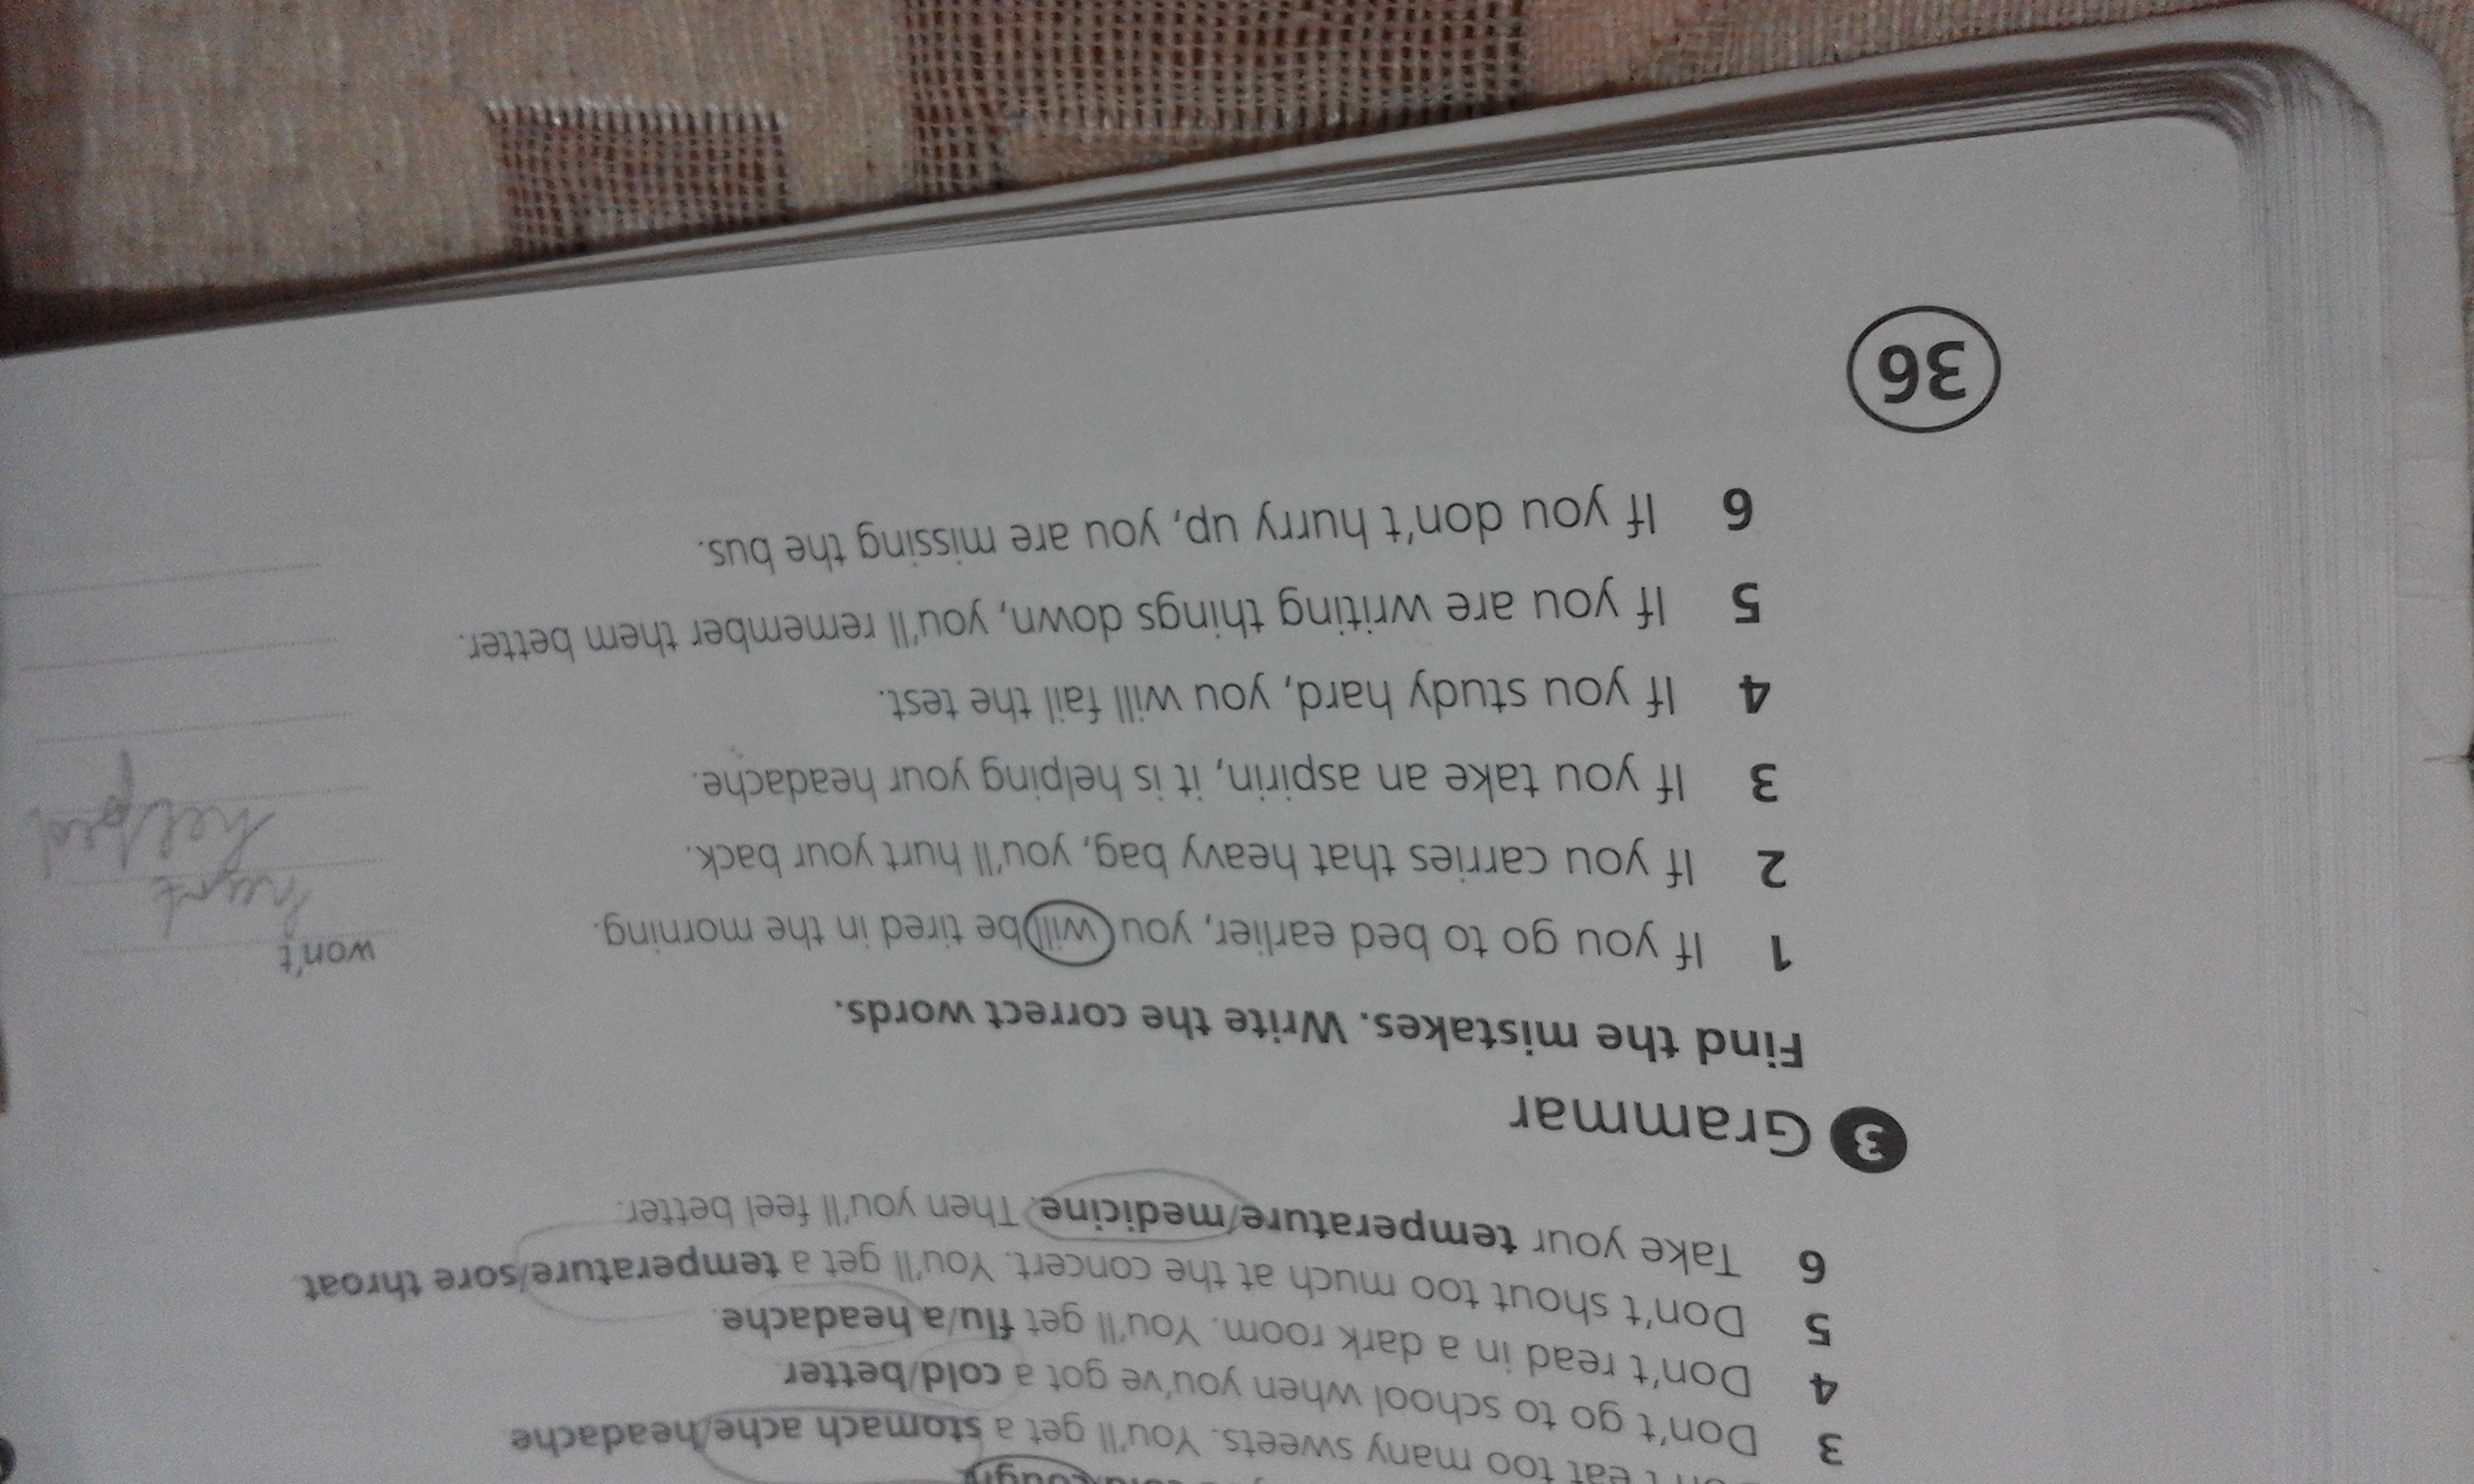 eat too many sweets. You'll get a stomach ache/headache
3 Don't go to school when you've got a cold/better
4 Don't read in a dark room. You'll get flu/a headache.
5 Don't shout too much at the concert. You'll get a temperature/sore throat
6 Take your temperature/medicine. Then you'll feel better.
3 Grammar
Find the mistakes. Write the correct words.
1 If you go to bed earlier, you will be tired in the morning. won't
2 If you carries that heavy bag, you'll hurt your back. hurt
3 If you take an aspirin, it is helping your headache. helped
4 If you study hard, you will fail the test.
5 If you are writing things down, you'll remember them better.
6 If you don't hurry up, you are missing the bus.
36